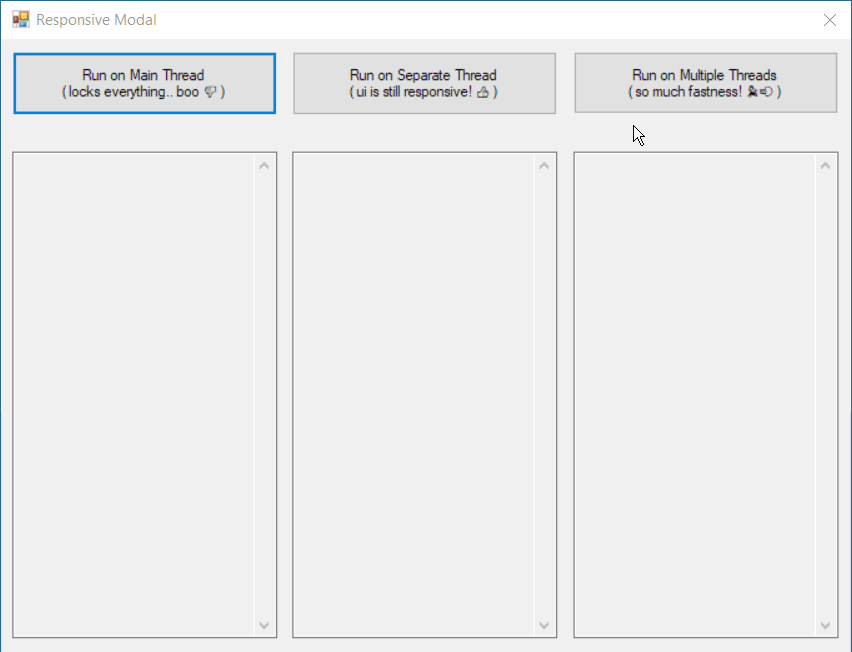 Responsive Modal
Run on Main Thread
( locks everything.. boo 👎 )
Run on Separate Thread
( ui is still responsive! 👍 )
Run on Multiple Threads
( so much fastness! 🏃💨 )